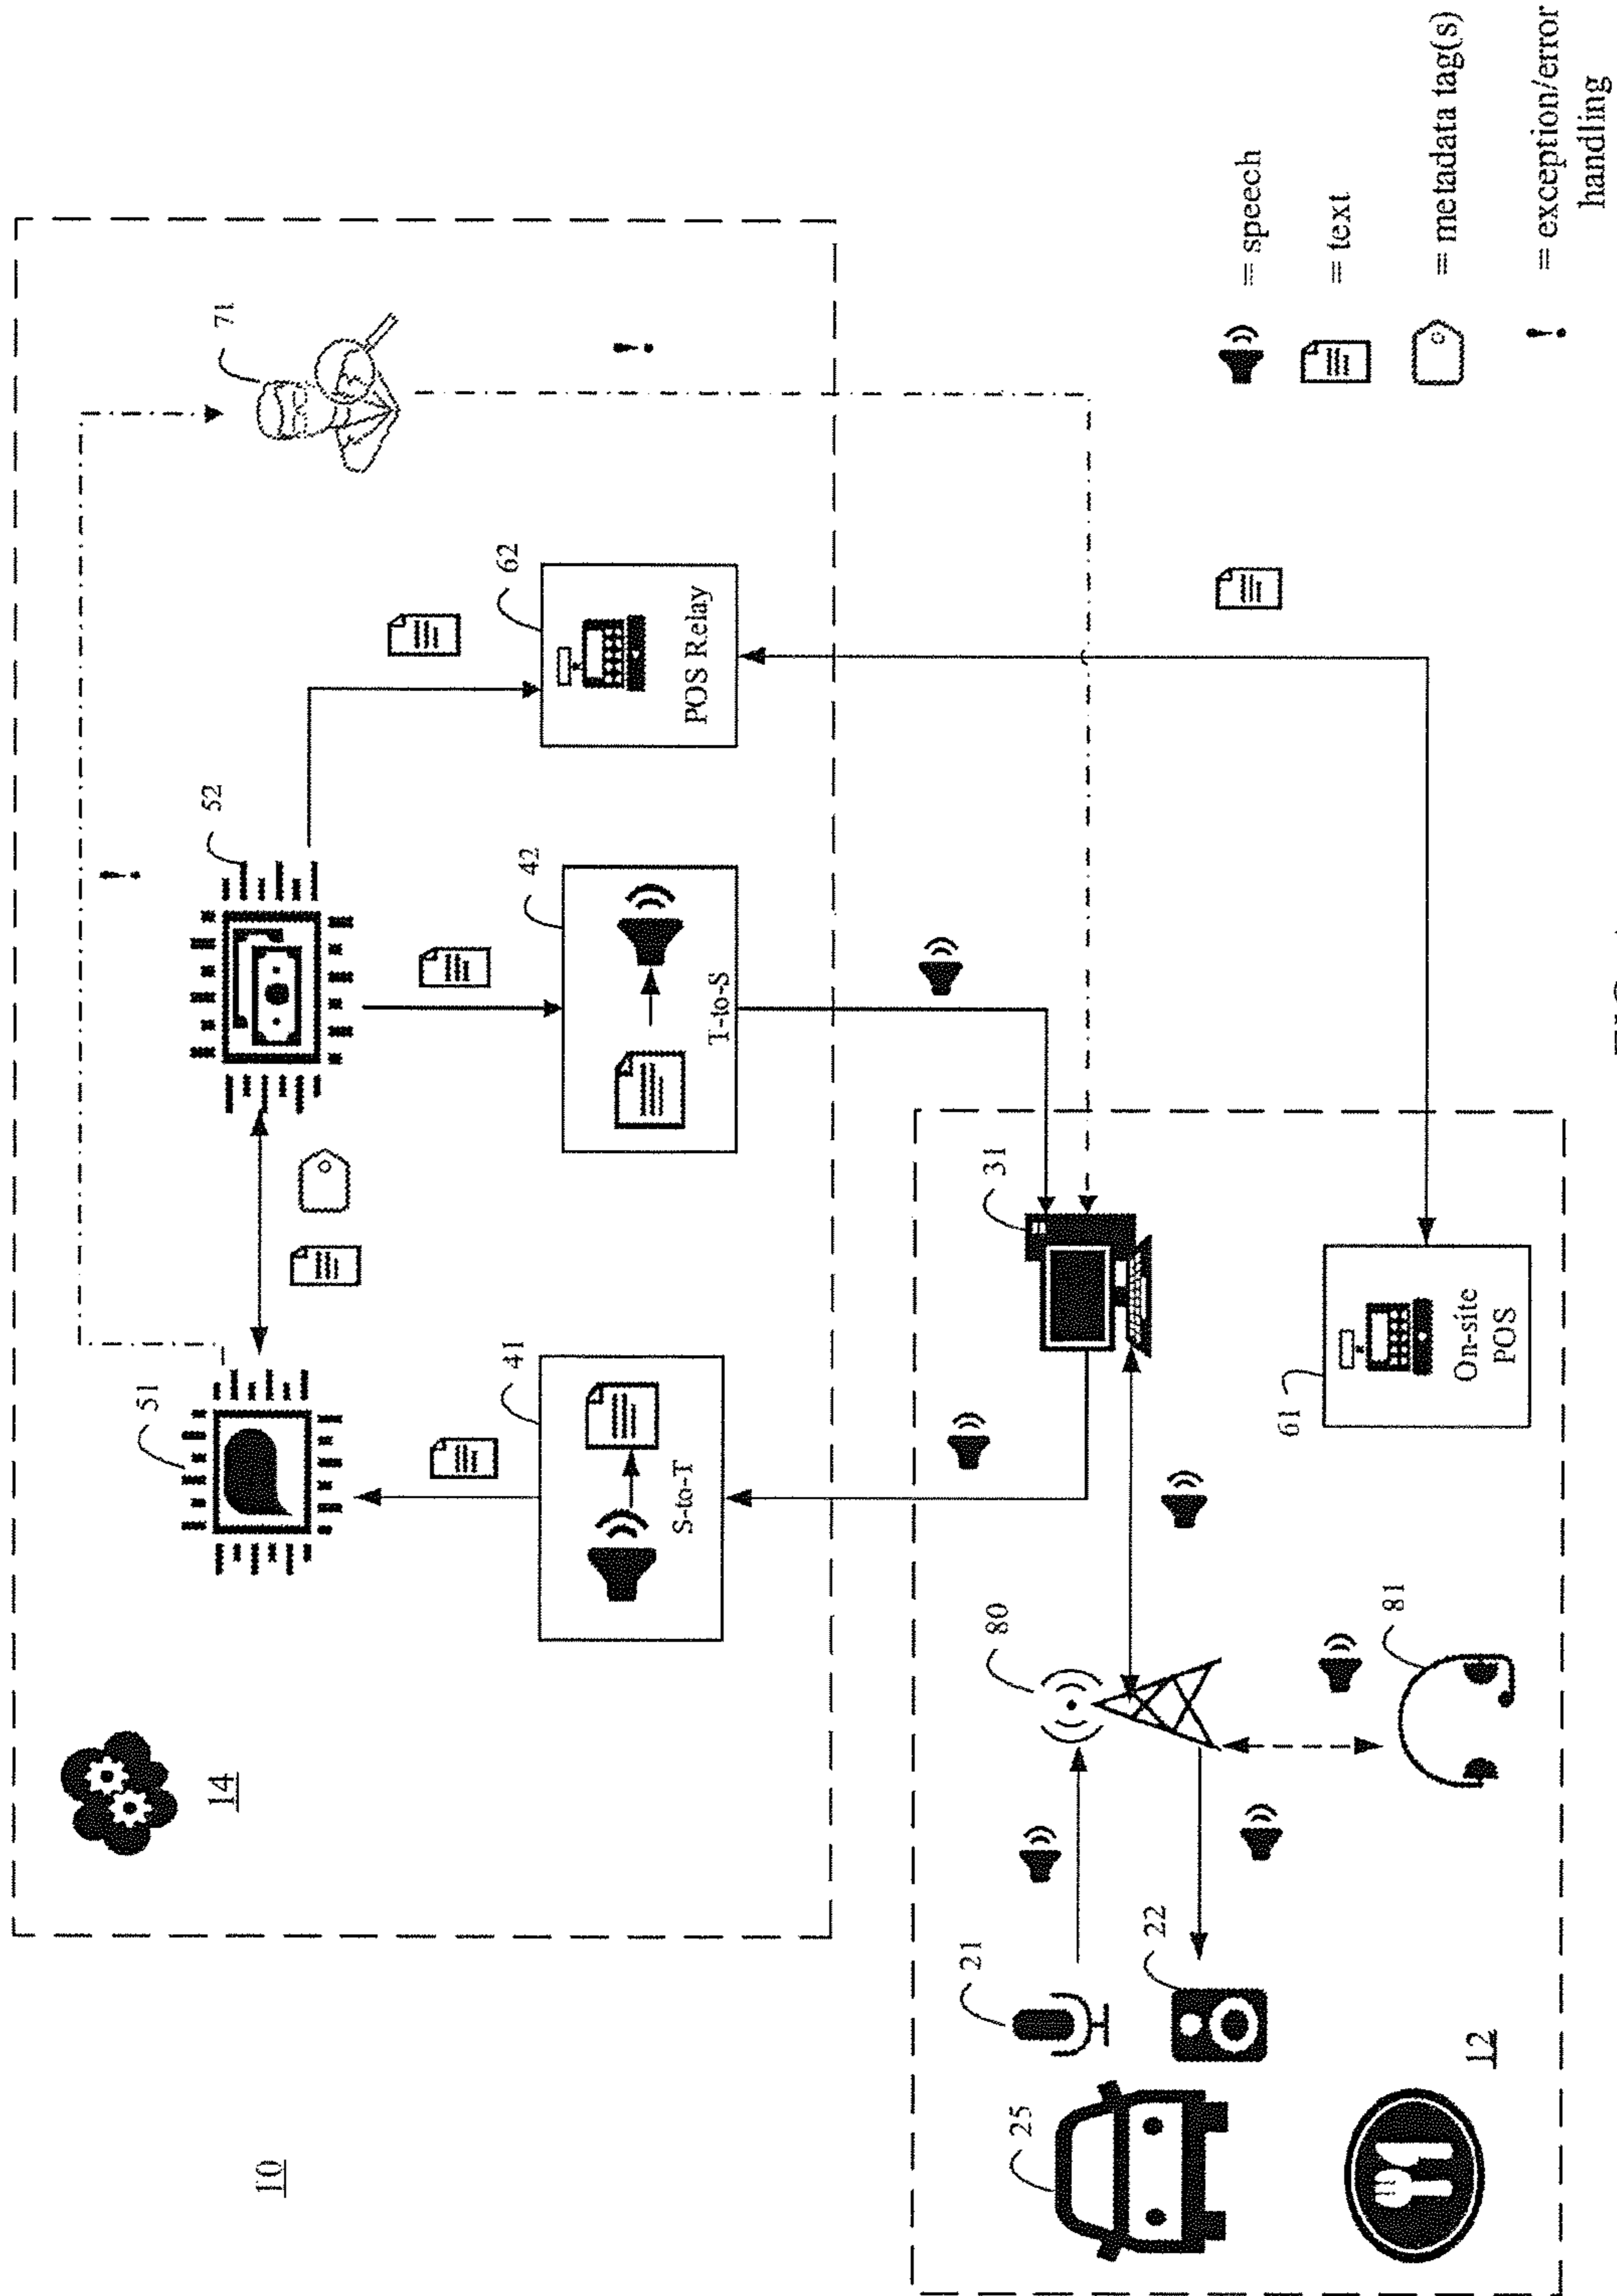 10
14
51
52
71
!
!
41
S-to-T
42
T-to-S
62
POS Relay
25
21
22
80
81
31
61
On-site
POS
12
= speech
= text
= metadata tag(s)
! = exception/error
handling